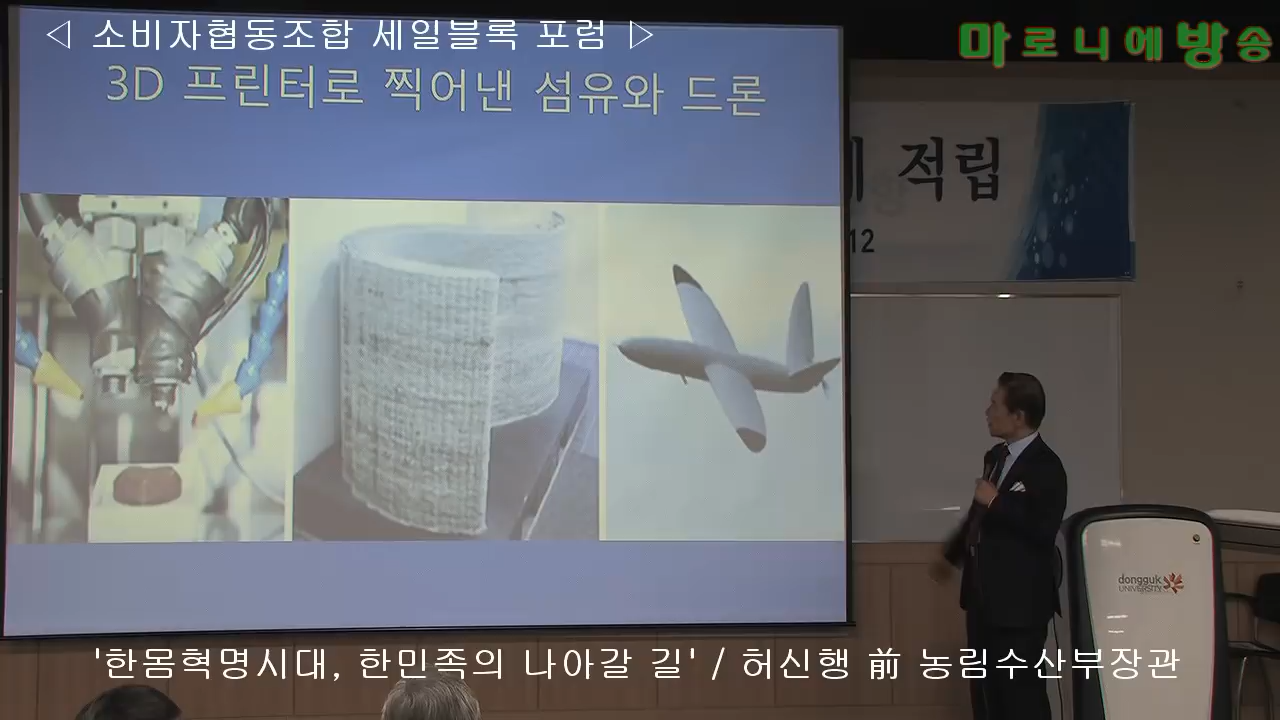 ◁ 소비자협동조합 세일블록 포럼 ▷
마로니에방송
3D 프린터로 찍어낸 섬유와 드론
적립
12
dongguk
UNIVERSITY
'한몸혁명시대, 한민족의 나아갈 길' / 허신행 前 농림수산부장관